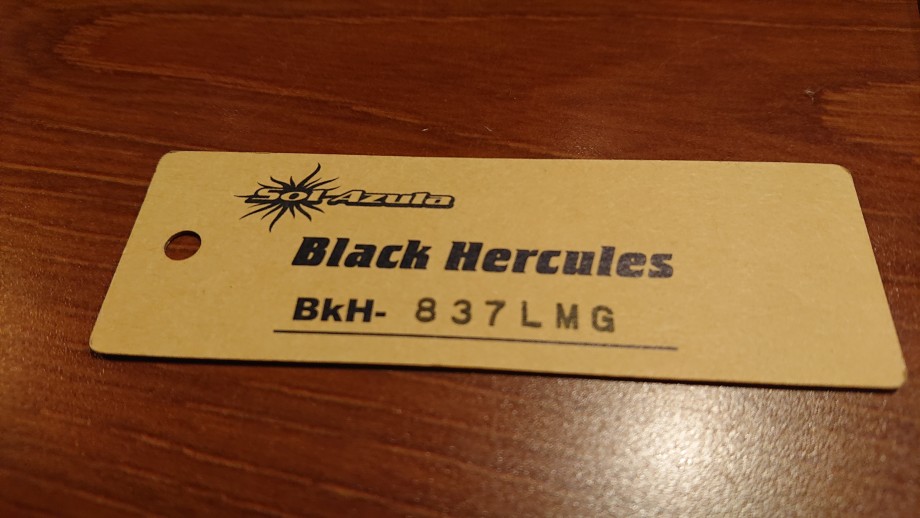 Sol-Azula
Black Hercules
BkH- 837LMG